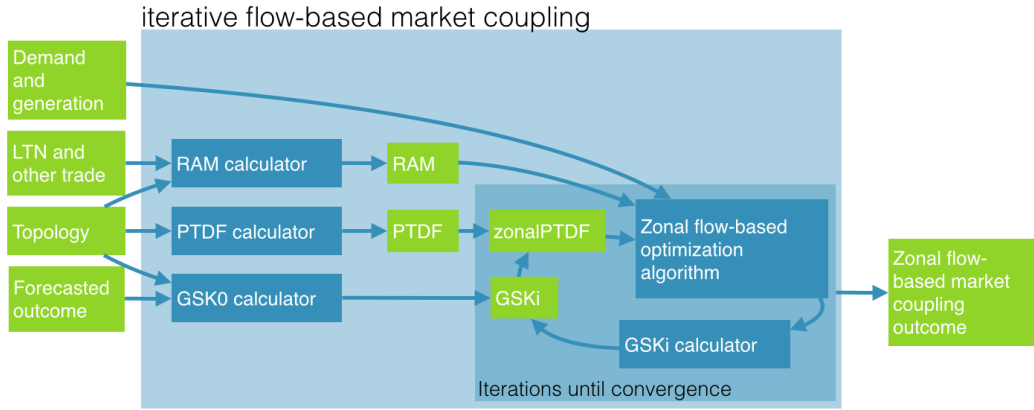 iterative flow-based market coupling
Demand
and
generation
LTN and
other trade
RAM calculator
RAM
Topology
PTDF calculator
PTDF
zonalPTDF
Zonal flow-based
optimization
algorithm
Forecasted
outcome
GSK0 calculator
GSKi
GSKi calculator
Iterations until convergence
Zonal flow-
based market
coupling
outcome